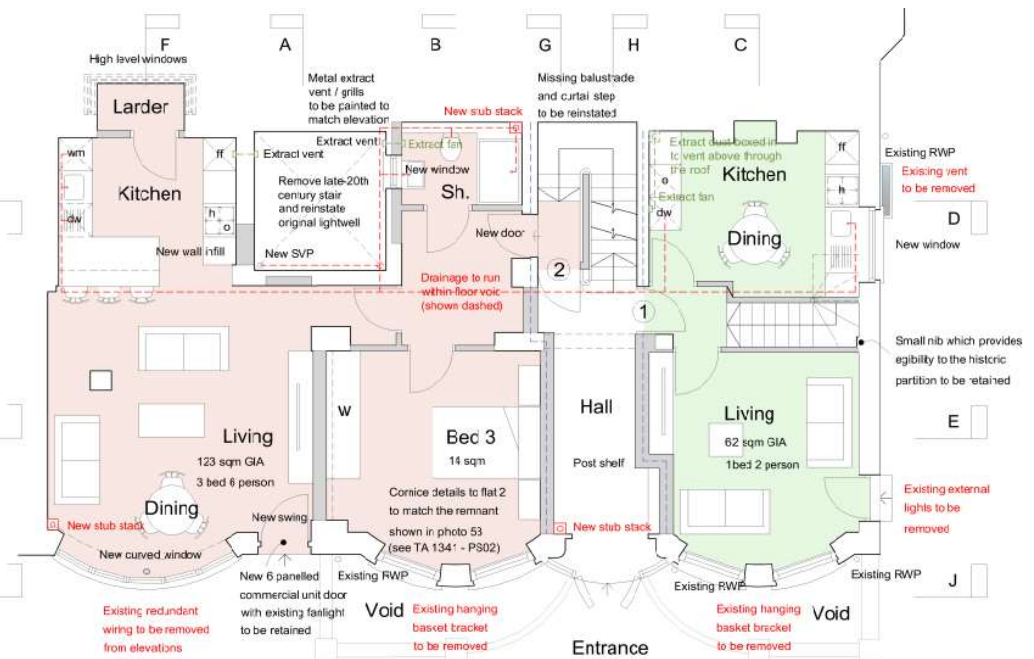 F
A
B
G
H
C
High level windows
Larder
Metal extract
vent / grills
to be painted to
match elevation
New stub stack
Missing balustrade
and curtail step
to be reinstated
wm
Kitchen
dw
ff
h
o
Extract vent
Extract vent
Extract fan
New window
Sh.
Remove late-20th
century stair
and reinstate
original lightwell
New SVP
New wall infill
New door
2
1
Drainage to run
within floor void
(shown dashed)
Extract duct boxed in
to vent above through
the roof
Kitchen
Extract fan
o
dw
ff
h
Dining
Existing RWP
Existing vent
to be removed
D
New window
Small nib which provides
egibility to the historic
partition to be retained
W
Bed 3
14 sqm
Cornice details to flat 2
to match the remnant
shown in photo 53
(see TA 1341 - PS02)
Hall
Post shelf
Living
62 sqm GIA
1bed 2 person
E
Living
123 sqm GIA
3 bed 6 person
Dining
New stub stack
New curved window
New swing
New stub stack
Existing external
lights to be
removed
Existing redundant
wiring to be removed
from elevations
New 6 panelled
commercial unit door
with existing fanlight
to be retained
Existing RWP
Void
Existing hanging
basket bracket
to be removed
Entrance
Existing RWP
Existing hanging
basket bracket
to be removed
Void
Existing RWP
J